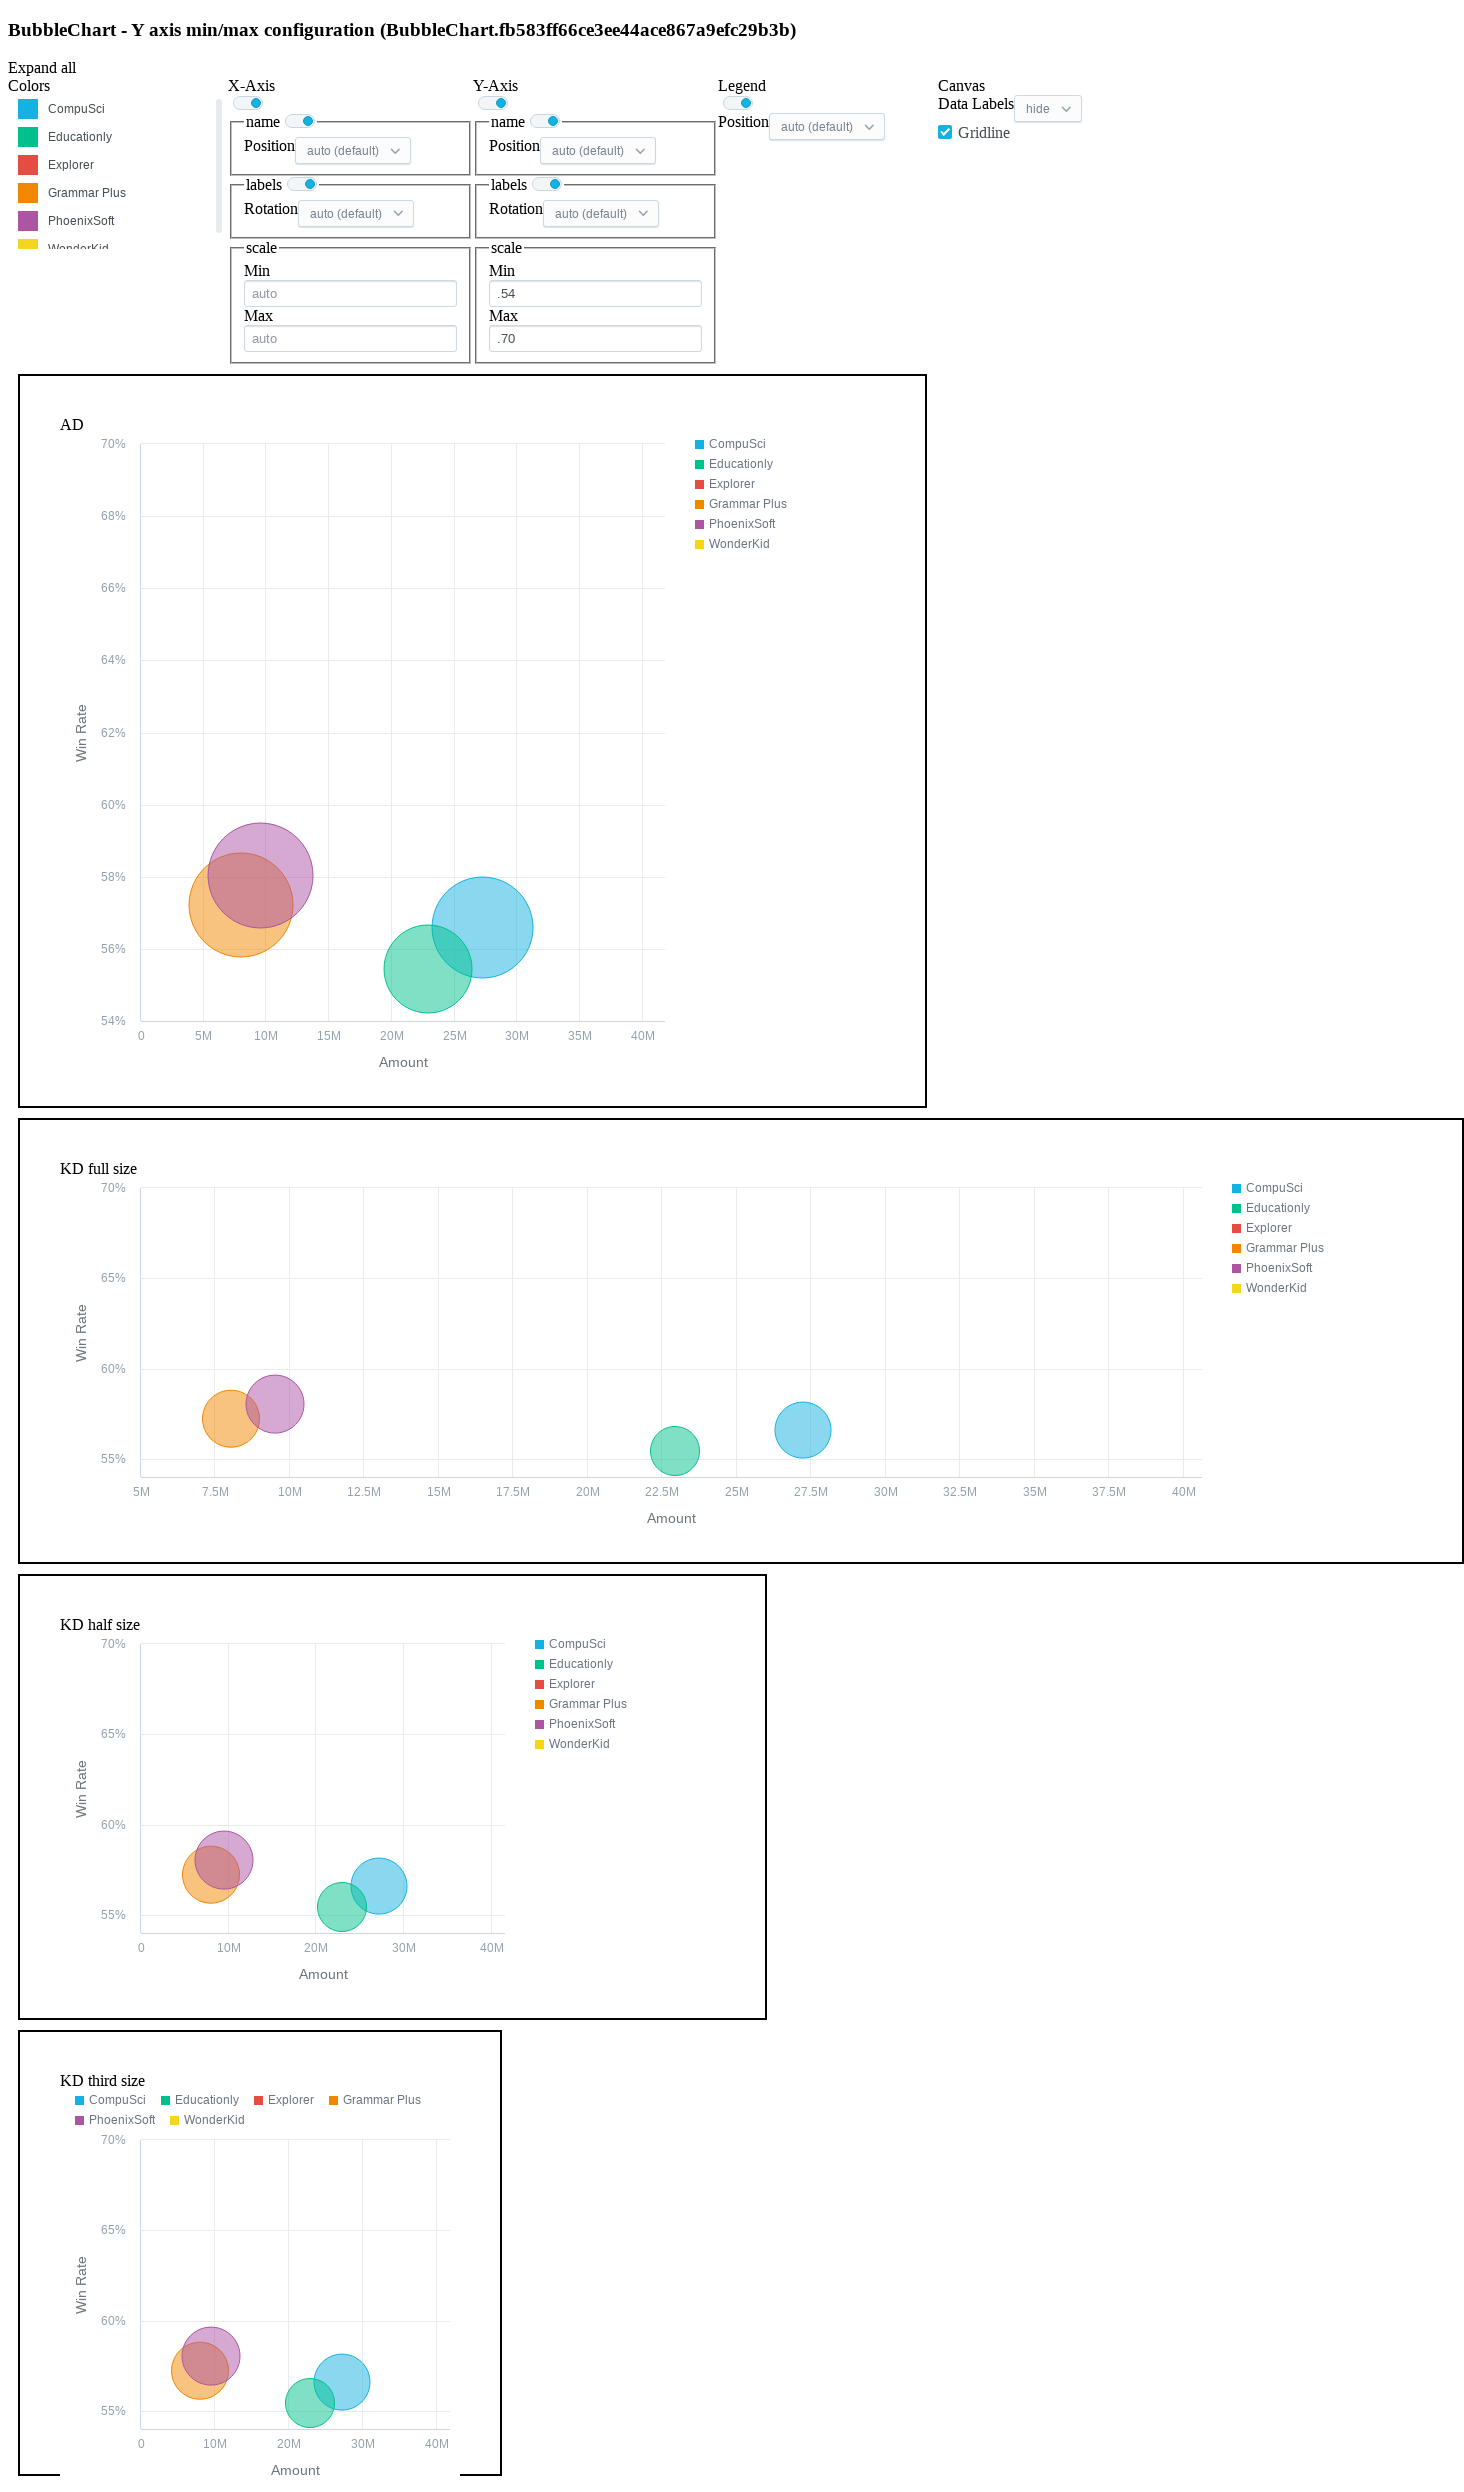 BubbleChart - Y axis min/max configuration (BubbleChart.fb583ff66ce3ee44ace867a9efc29b3b)
Expand all
Colors
CompuSci
Educationly
Explorer
Grammar Plus
PhoenixSoft
WonderKid
X-Axis
name
Position auto (default)
labels
Rotation auto (default)
scale
Min
auto
Max
auto
Y-Axis
name
Position auto (default)
labels
Rotation auto (default)
scale
Min
.54
Max
.70
Legend
Position auto (default)
Canvas
Data Labels hide
Gridline
AD
70%
68%
66%
64%
62%
60%
58%
56%
54%
Win Rate
0 5M 10M 15M 20M 25M 30M 35M 40M
Amount
CompuSci
Educationly
Explorer
Grammar Plus
PhoenixSoft
WonderKid
KD full size
70%
65%
60%
55%
Win Rate
5M 7.5M 10M 12.5M 15M 17.5M 20M 22.5M 25M 27.5M 30M 32.5M 35M 37.5M 40M
Amount
CompuSci
Educationly
Explorer
Grammar Plus
PhoenixSoft
WonderKid
KD half size
70%
65%
60%
55%
Win Rate
0 10M 20M 30M 40M
Amount
CompuSci
Educationly
Explorer
Grammar Plus
PhoenixSoft
WonderKid
KD third size
CompuSci Educationly Explorer Grammar Plus
PhoenixSoft WonderKid
70%
65%
60%
55%
Win Rate
0 10M 20M 30M 40M
Amount